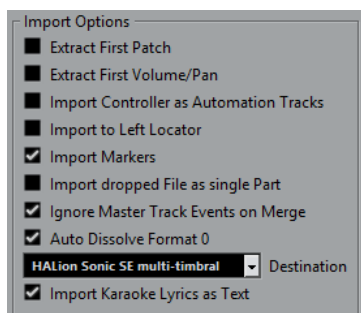 Import Options
Extract First Patch
Extract First Volume/Pan
Import Controller as Automation Tracks
Import to Left Locator
Import Markers
Import dropped File as single Part
Ignore Master Track Events on Merge
Auto Dissolve Format 0
HALion Sonic SE multi-timbral Destination
Import Karaoke Lyrics as Text